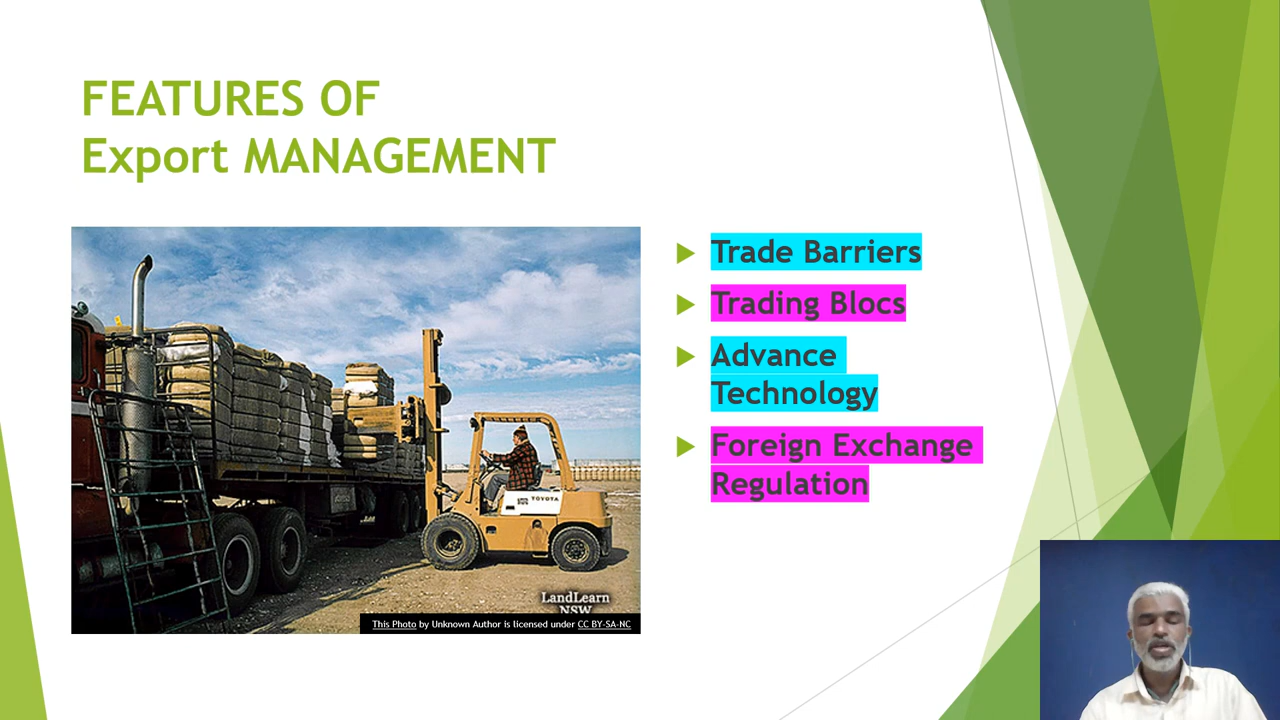 FEATURES OF
Export MANAGEMENT
Trade Barriers
Trading Blocs
Advance
Technology
Foreign Exchange
Regulation
TOYOTA
LandLearn
NSW
This Photo by Unknown Author is licensed under CC BY-SA-NC